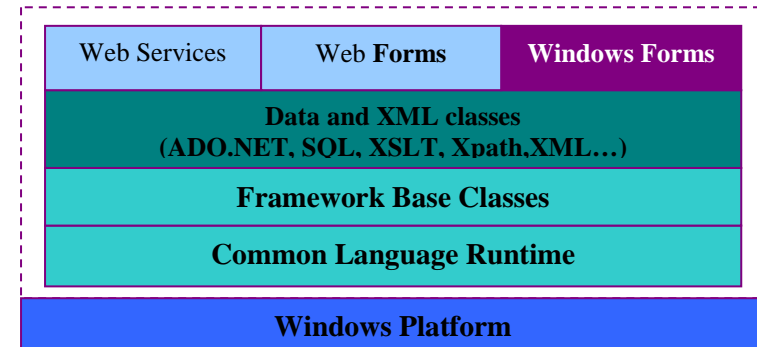 Web Services
Web Forms
Windows Forms
Data and XML classes
(ADO.NET, SQL, XSLT, Xpath,XML…)
Framework Base Classes
Common Language Runtime
Windows Platform